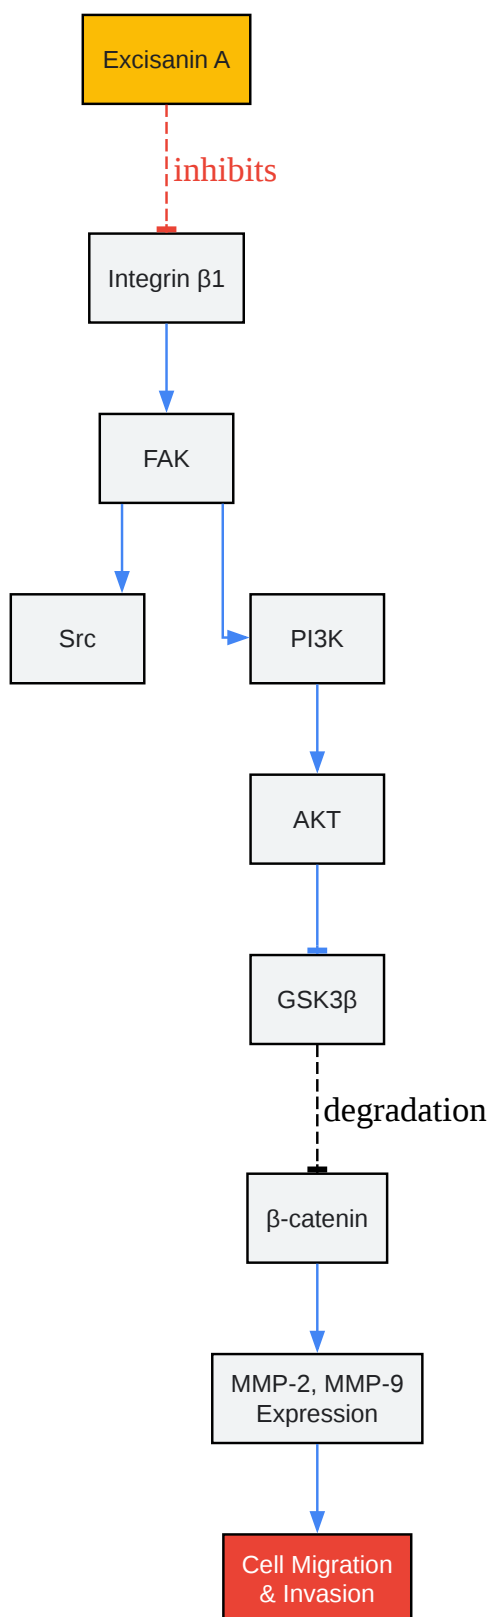 Excisanin A
inhibits
Integrin β1
FAK
Src
PI3K
AKT
GSK3β
degradation
β-catenin
MMP-2, MMP-9
Expression
Cell Migration
& Invasion